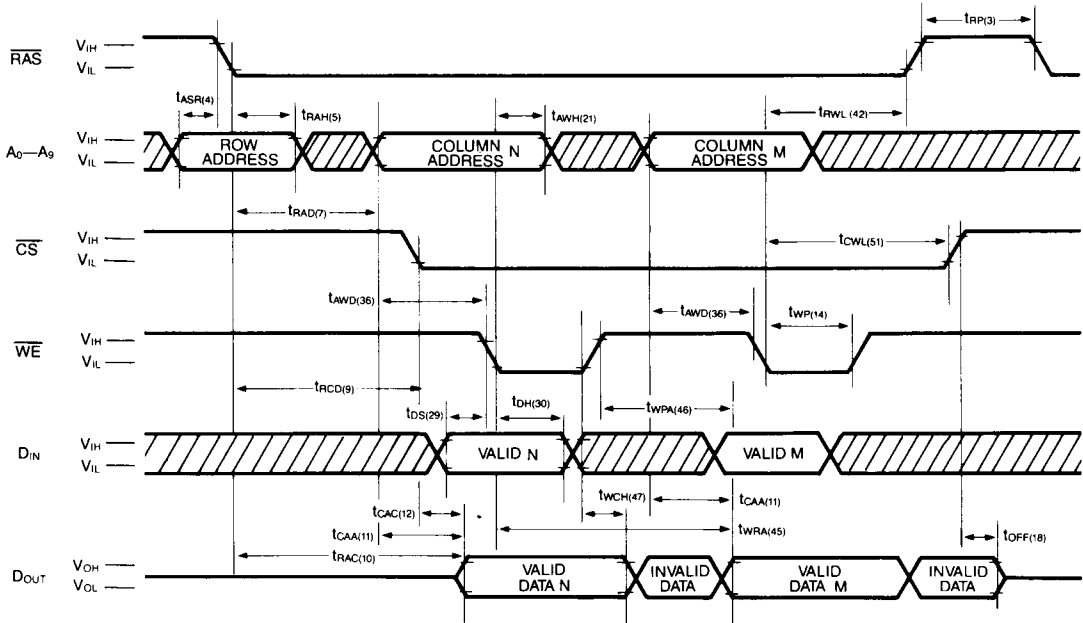 tRP(3)
RAS
VIH
VIL
tASR(4)
tRAH(5)
tAWH(21)
tRWL (42)
A0—A9
VIH
VIL
ROW
ADDRESS
COLUMN
ADDRESS N
COLUMN
ADDRESS M
tRAD(7)
CS
VIH
VIL
tCWL(51)
tAWD(36)
tAWD(36)
tWP(14)
WE
VIH
VIL
tRCD(9)
tDS(29)
tDH(30)
tWPA(46)
DIN
VIH
VIL
VALID N
VALID M
tCAC(12)
tWCH(47)
tCAA(11)
tCAA(11)
tWRA(45)
tRAC(10)
tOFF(18)
DOUT
VOH
VOL
VALID
DATA N
INVALID
DATA
VALID
DATA M
INVALID
DATA